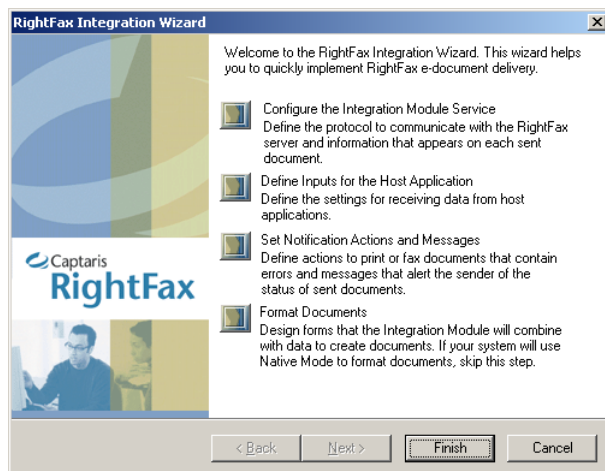 RightFax Integration Wizard
Welcome to the RightFax Integration Wizard. This wizard helps
you to quickly implement RightFax e-document delivery.
Configure the Integration Module Service
Define the protocol to communicate with the RightFax
server and information that appears on each sent
document.
Define Inputs for the Host Application
Define the settings for receiving data from host
applications.
Set Notification Actions and Messages
Define actions to print or fax documents that contain
errors and messages that alert the sender of the
status of sent documents.
Format Documents
Design forms that the Integration Module will combine
with data to create documents. If your system will use
Native Mode to format documents, skip this step.
Captaris
RightFax
< Back
Next >
Finish
Cancel